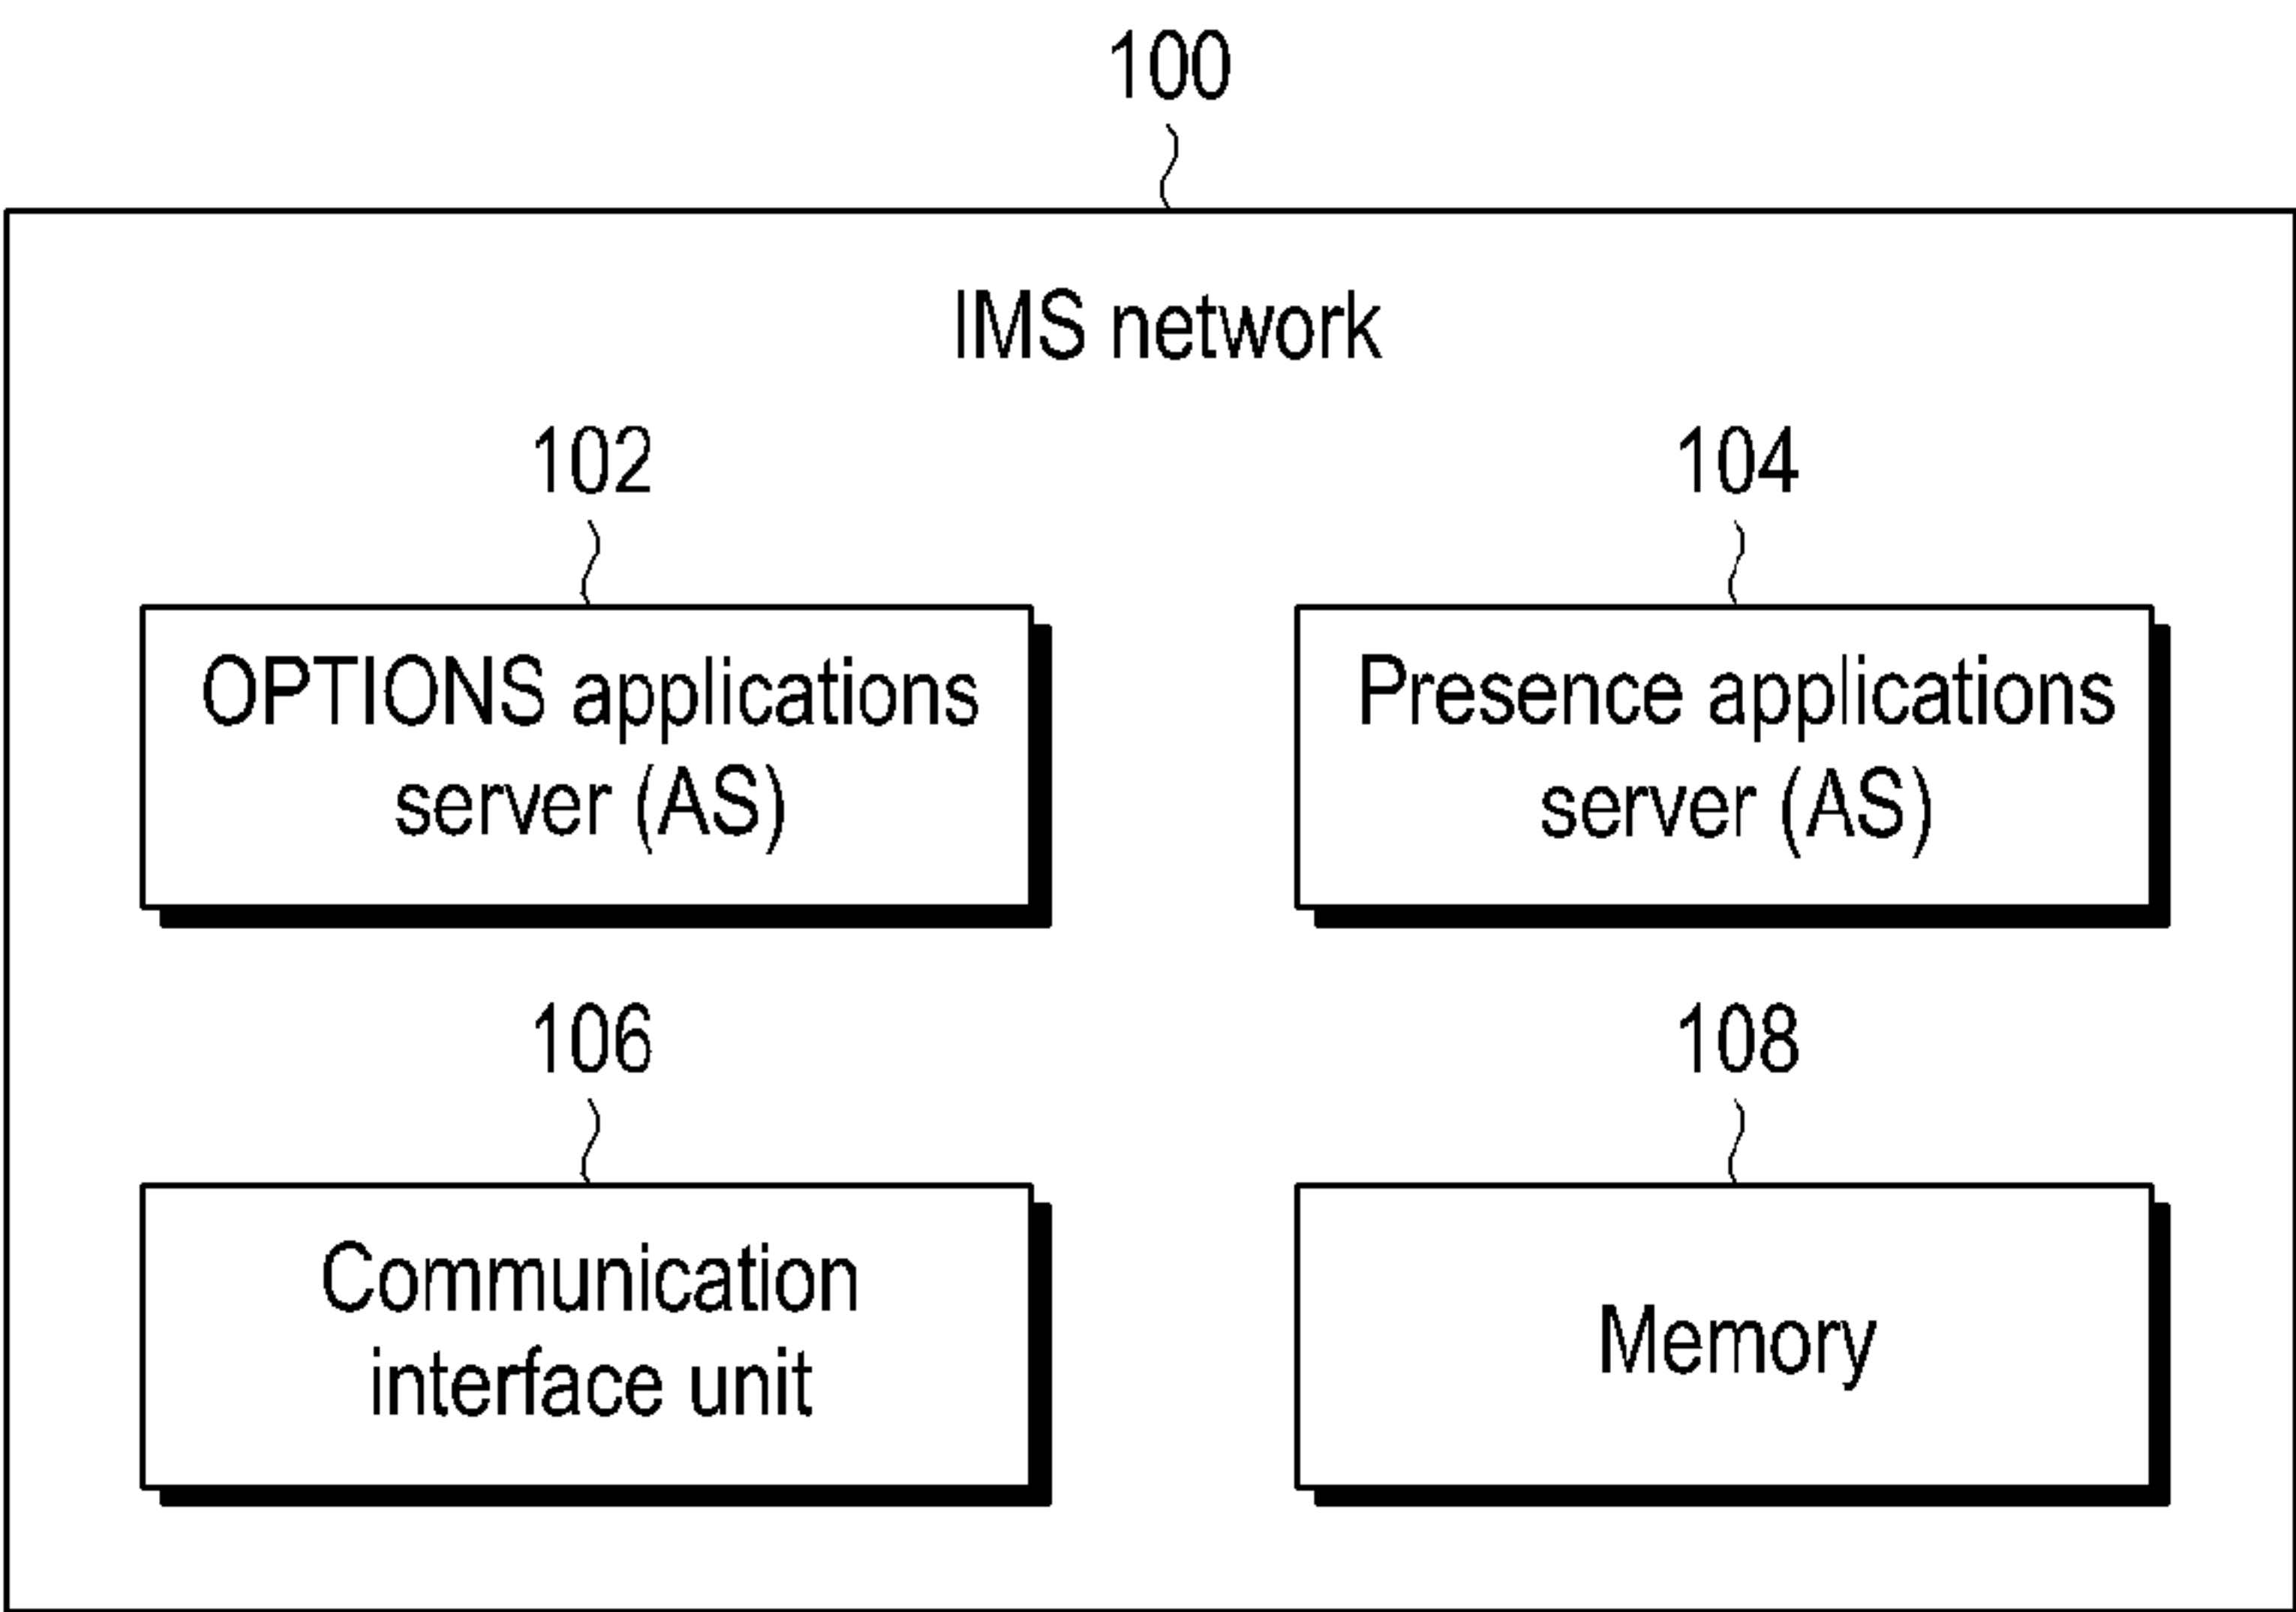 100
IMS network
102
104
OPTIONS applications
server (AS)
Presence applications
server (AS)
106
108
Communication
interface unit
Memory